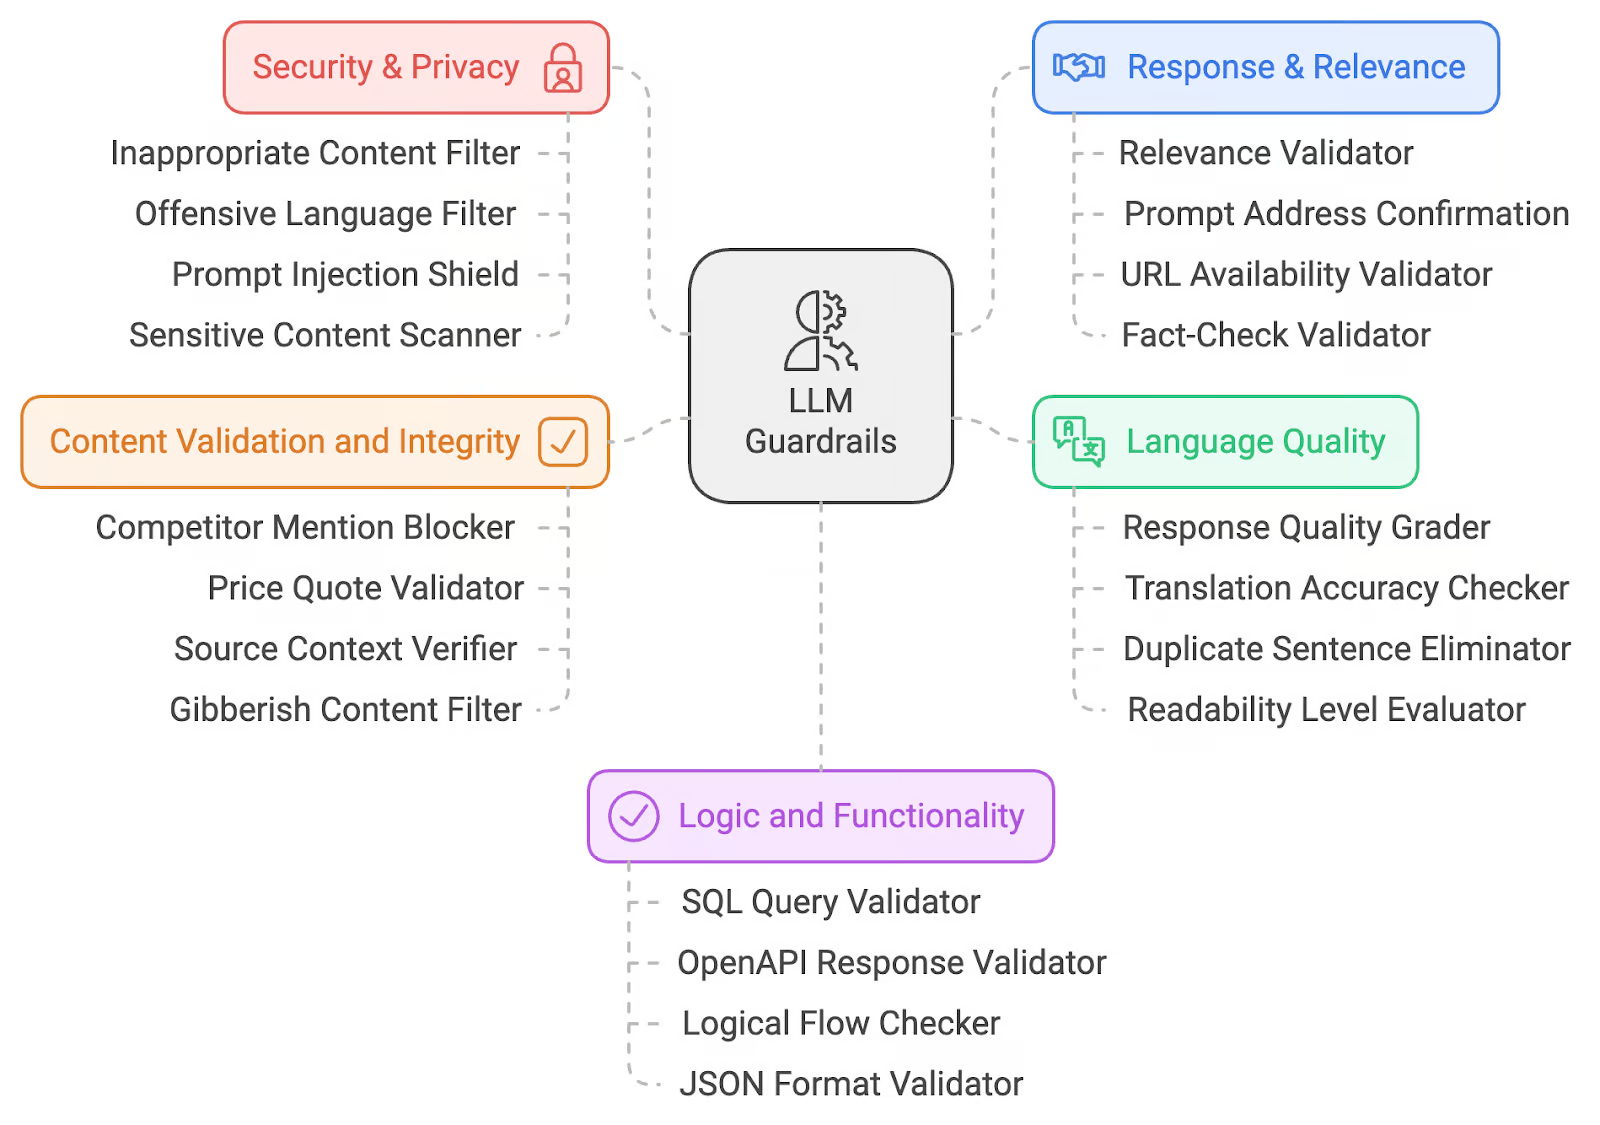 Security & Privacy
Inappropriate Content Filter
Offensive Language Filter
Prompt Injection Shield
Sensitive Content Scanner
Content Validation and Integrity
Competitor Mention Blocker
Price Quote Validator
Source Context Verifier
Gibberish Content Filter
LLM
Guardrails
Response & Relevance
Relevance Validator
Prompt Address Confirmation
URL Availability Validator
Fact-Check Validator
Language Quality
Response Quality Grader
Translation Accuracy Checker
Duplicate Sentence Eliminator
Readability Level Evaluator
Logic and Functionality
SQL Query Validator
OpenAPI Response Validator
Logical Flow Checker
JSON Format Validator